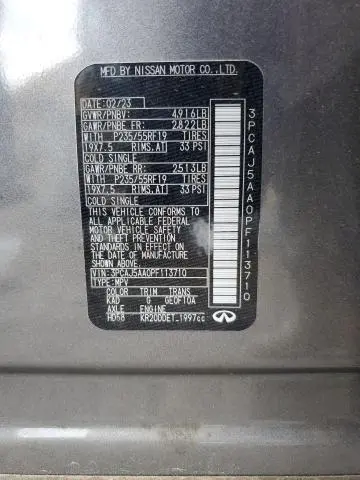 MFD BY NISSAN MOTOR CO., LTD.
DATE: 02/23
GVWR/PNBV: 4916LB
GAWR/PNBE FR: 2822LB
WITH P235/55RF19 TIRES
19X7.5 RIMS, AT 33 PSI
COLD SINGLE
GAWR/PNBE RR: 2513LB
WITH P235/55RF19 TIRES
19X7.5 RIMS, AT 33 PSI
COLD SINGLE
THIS VEHICLE CONFORMS TO
ALL APPLICABLE FEDERAL
MOTOR VEHICLE SAFETY
AND THEFT PREVENTION
STANDARDS IN EFFECT ON
THE DATE OF MANUFACTURE
SHOWN ABOVE.
VIN: 3PCAJ5AA0PF113710
TYPE: MPV
COLOR TRIM TRANS
KAD G GE0F10A
AXLE ENGINE
HD58 KR20DDET 1997cc
3PCAJ5AA0PF113710
INFINITI